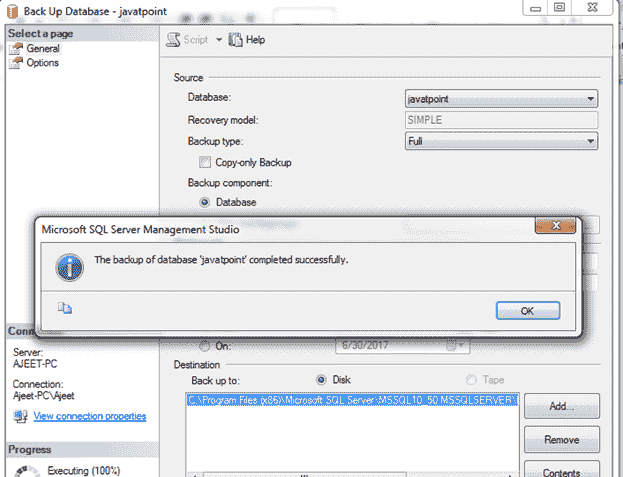 Back Up Database - javatpoint
Select a page
General
Options
Script
Help
Source
Database:
javatpoint
Recovery model:
SIMPLE
Backup type:
Full
Copy-only Backup
Backup component:
Database
Microsoft SQL Server Management Studio
The backup of database 'javatpoint' completed successfully.
OK
Server:
AJEET-PC
Connection:
Ajeet-PC\Ajeet
View connection properties
Progress
Executing (100%)
On:
6/30/2017
Destination
Back up to:
Disk
Tape
C:\Program Files (x86)\Microsoft SQL Server\MSSQL10_50.MSSQLSERVER\
Add...
Remove
Contents